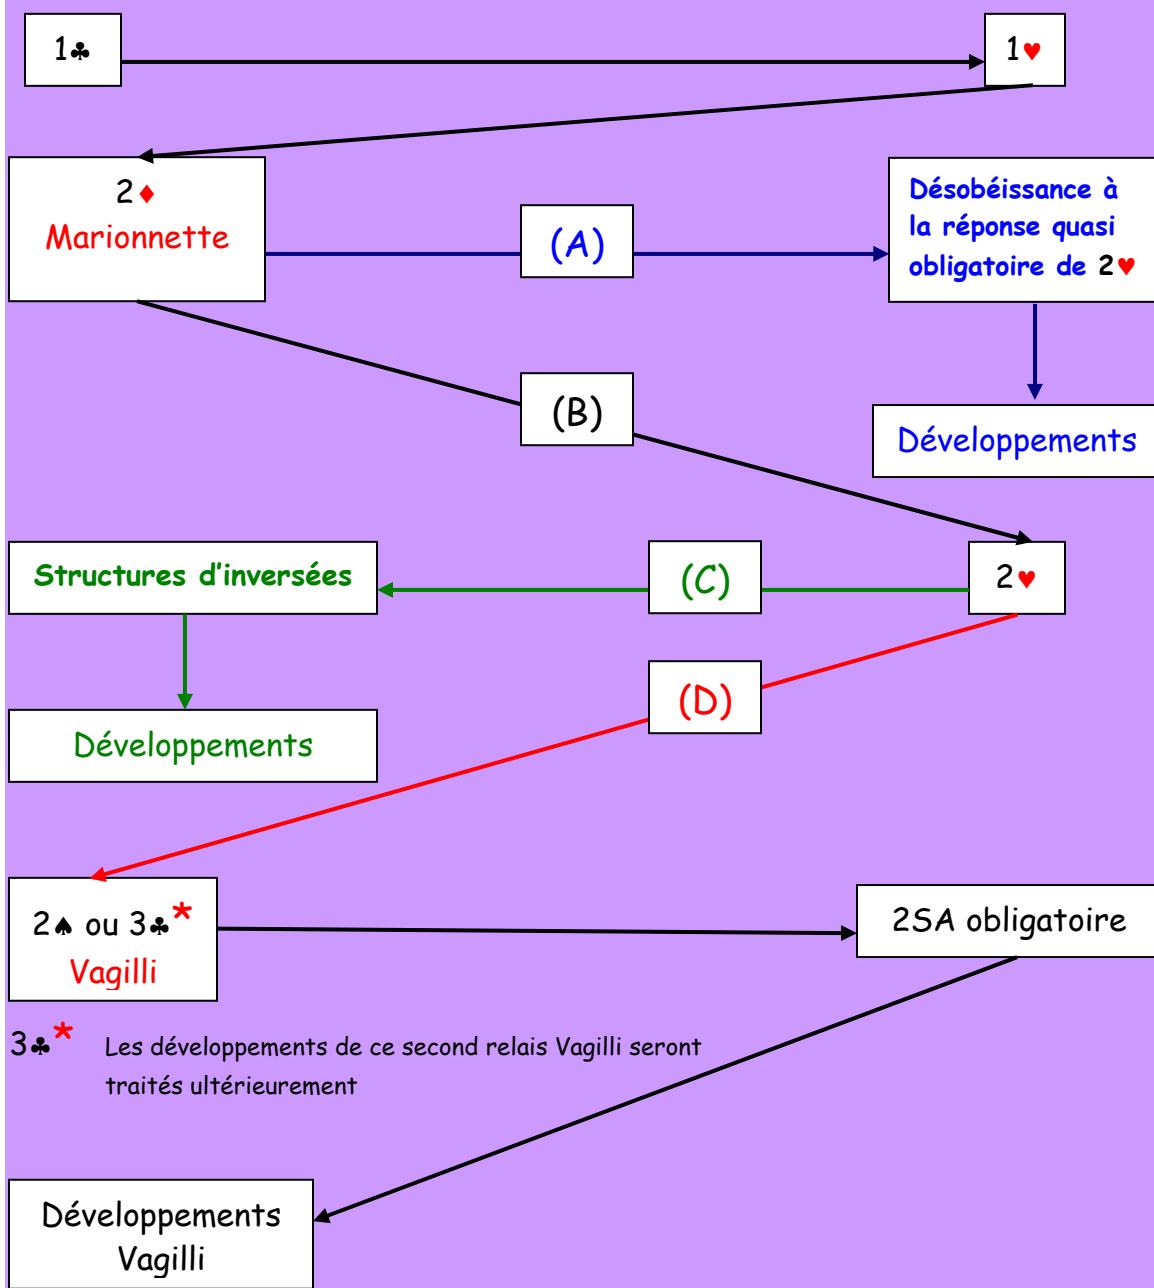 1♣
1♥
2♦
Marionnette
(A)
Désobéissance à
la réponse quasi
obligatoire de 2♥
(B)
Développements
Structures d'inversées
(C)
2♥
(D)
Développements
2♠ ou 3♣*
Vagilli
2SA obligatoire
3♣* Les développements de ce second relais Vagilli seront
traités ultérieurement
Développements
Vagilli